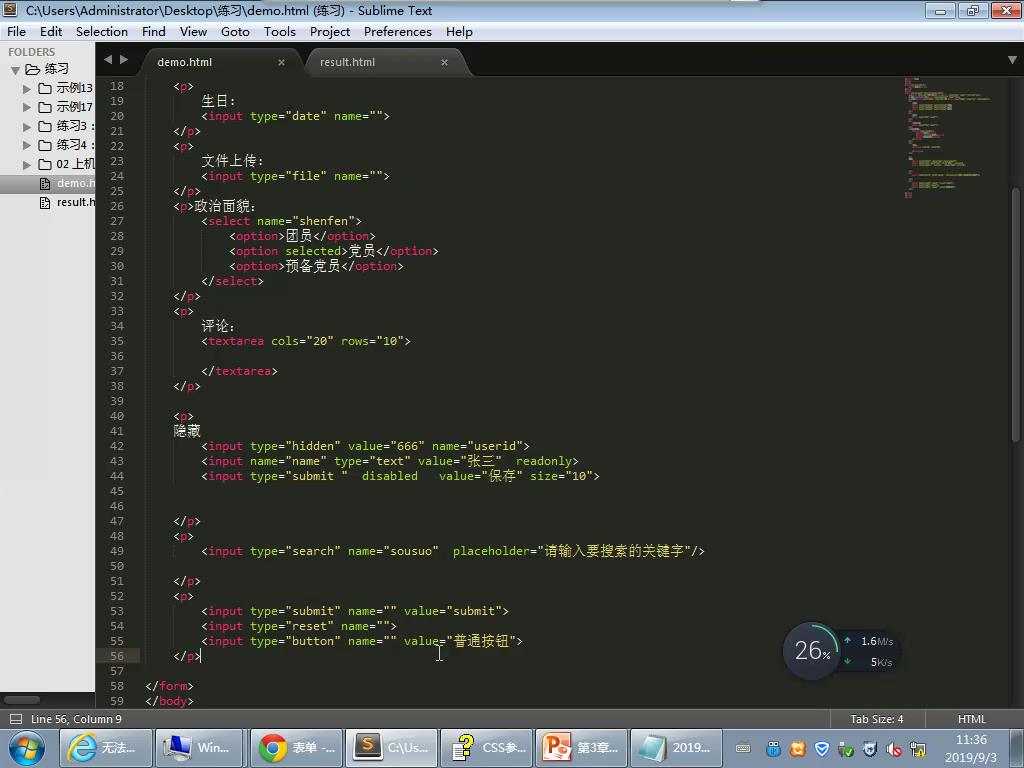 C:\Users\Administrator\Desktop\练习\demo.html (练习) - Sublime Text
File Edit Selection Find View Goto Tools Project Preferences Help
FOLDERS
练习
示例13
示例17
练习3 :
练习4 :
02 上机
demo.h
result.h
demo.html ×
result.html ×
18 <p>
19 生日:
20 <input type="date" name="">
21 </p>
22 <p>
23 文件上传:
24 <input type="file" name="">
25 </p>
26 <p>政治面貌:
27 <select name="shenfen">
28 <option>团员</option>
29 <option selected>党员</option>
30 <option>预备党员</option>
31 </select>
32 </p>
33 <p>
34 评论:
35 <textarea cols="20" rows="10">
36
37 </textarea>
38 </p>
39
40 <p>
41 隐藏
42 <input type="hidden" value="666" name="userid">
43 <input name="name" type="text" value="张三"  readonly>
44 <input type="submit "  disabled   value="保存" size="10">
45
46
47 </p>
48 <p>
49 <input type="search" name="sousuo"  placeholder="请输入要搜索的关键字"/>
50
51 </p>
52 <p>
53 <input type="submit" name="" value="submit">
54 <input type="reset" name="">
55 <input type="button" name="" value="普通按钮">
56 </p>
57
58 </form>
59 </body>
26%
1.6M/s
5K/s
Line 56, Column 9
Tab Size: 4
HTML
无法...
Win...
表单 -...
C:\Us...
CSS参...
第3章...
2019...
11:36
2019/9/3